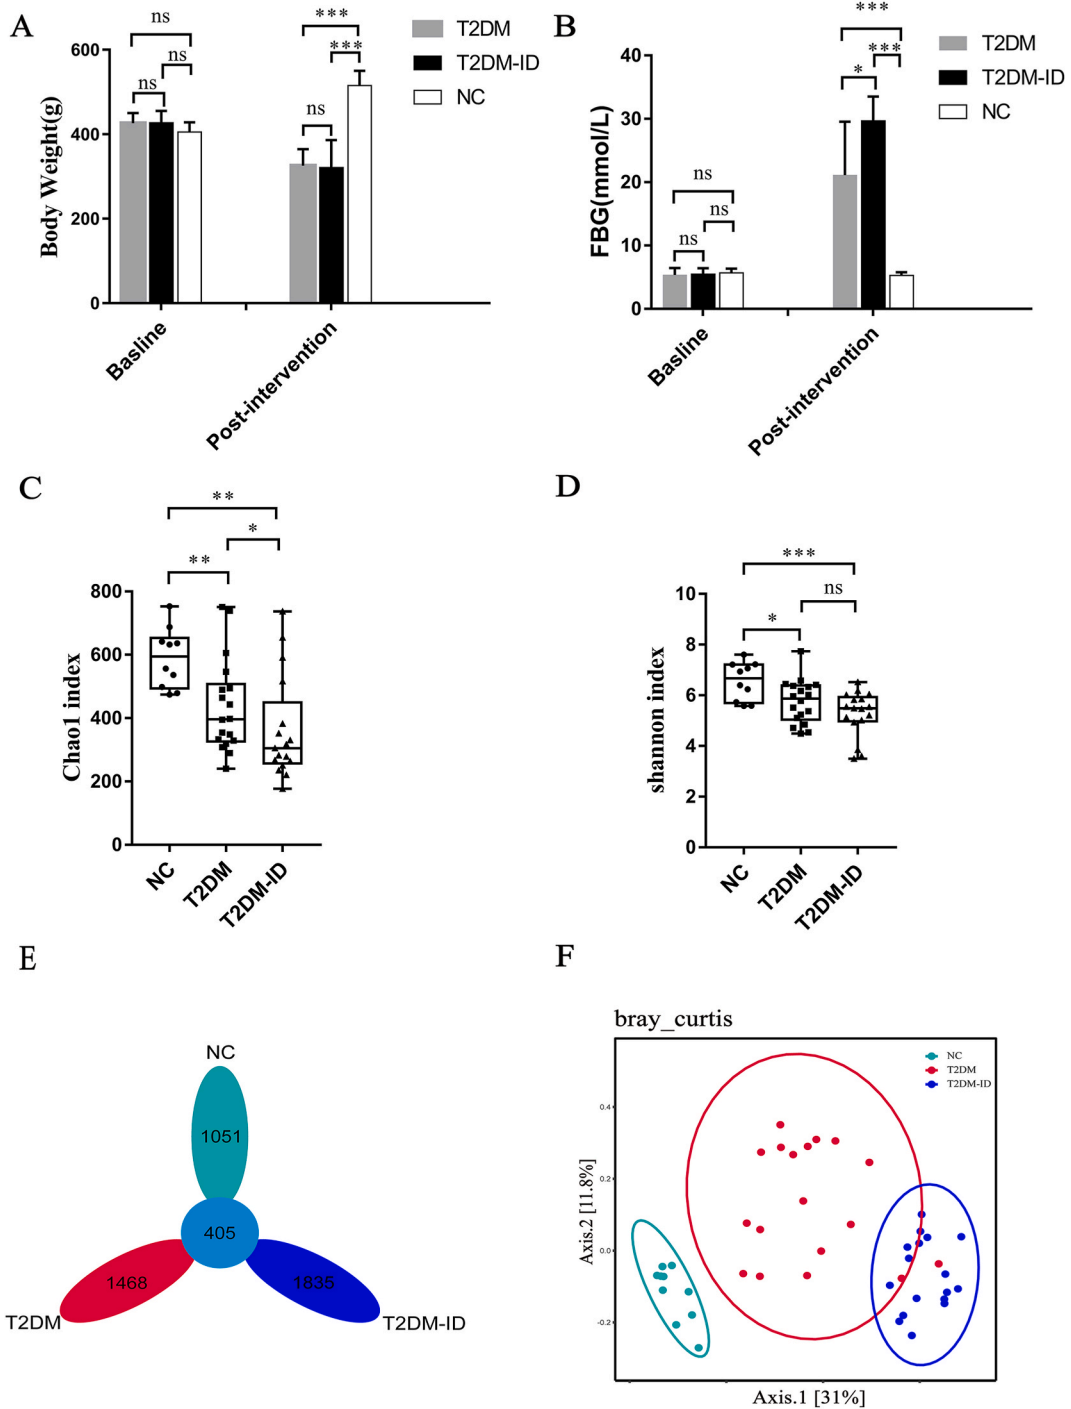 A
ns
ns
ns
***
***
ns
T2DM
T2DM-ID
NC
600
400
200
0
Body Weight(g)
Basline
Post-intervention
B
***
***
*
ns
ns
ns
T2DM
T2DM-ID
NC
40
30
20
10
0
FBG(mmol/L)
Basline
Post-intervention
C
**
*
**
800
600
400
200
0
Chao1 index
NC
T2DM
T2DM-ID
D
***
ns
*
10
8
6
4
2
0
shannon index
NC
T2DM
T2DM-ID
E
NC
1051
405
1468
1835
T2DM
T2DM-ID
F
bray_curtis
NC
T2DM
T2DM-ID
0.4
0.2
0.0
-0.2
Axis.2 [11.8%]
Axis.1 [31%]